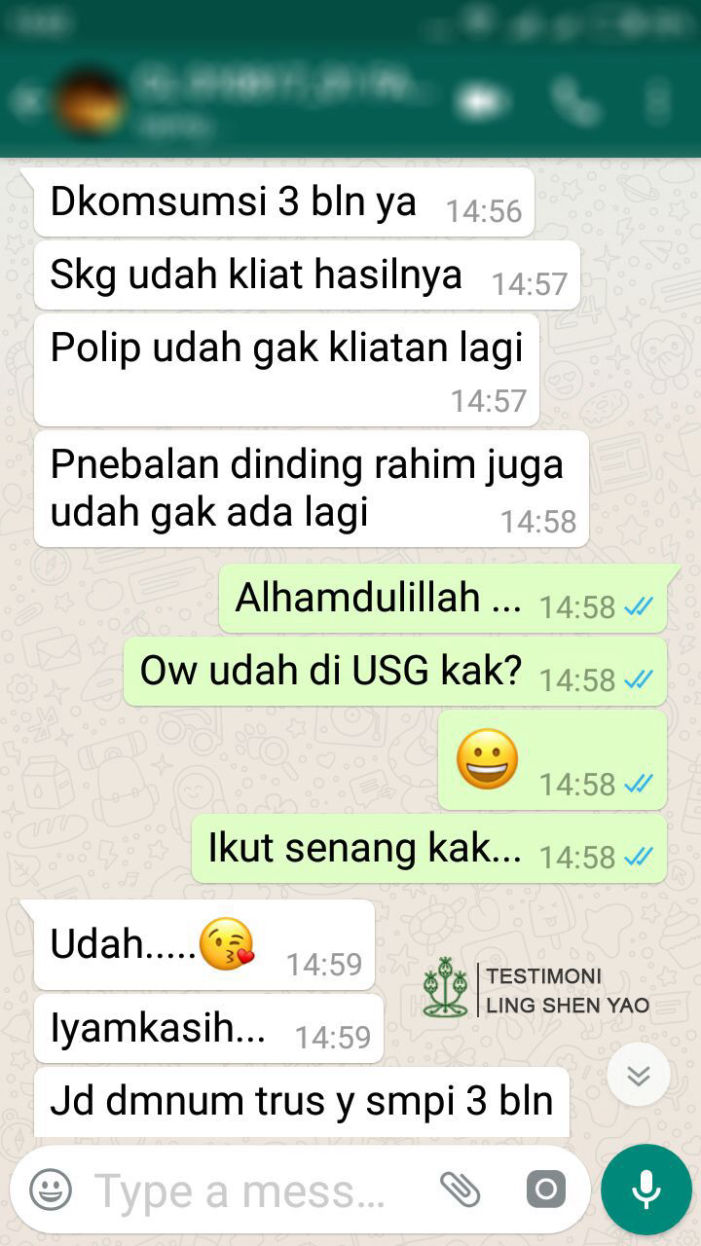 Dkomsumsi 3 bln ya 14:56
Skg udah kliat hasilnya 14:57
Polip udah gak kliatan lagi
14:57
Pnebalan dinding rahim juga
udah gak ada lagi 14:58
Alhamdulillah ... 14:58
Ow udah di USG kak? 14:58
😀 14:58
Ikut senang kak... 14:58
Udah.....😘 14:59
TESTIMONI
LING SHEN YAO
Iyamkasih... 14:59
Jd dmnum trus y smpi 3 bln
Type a mess...